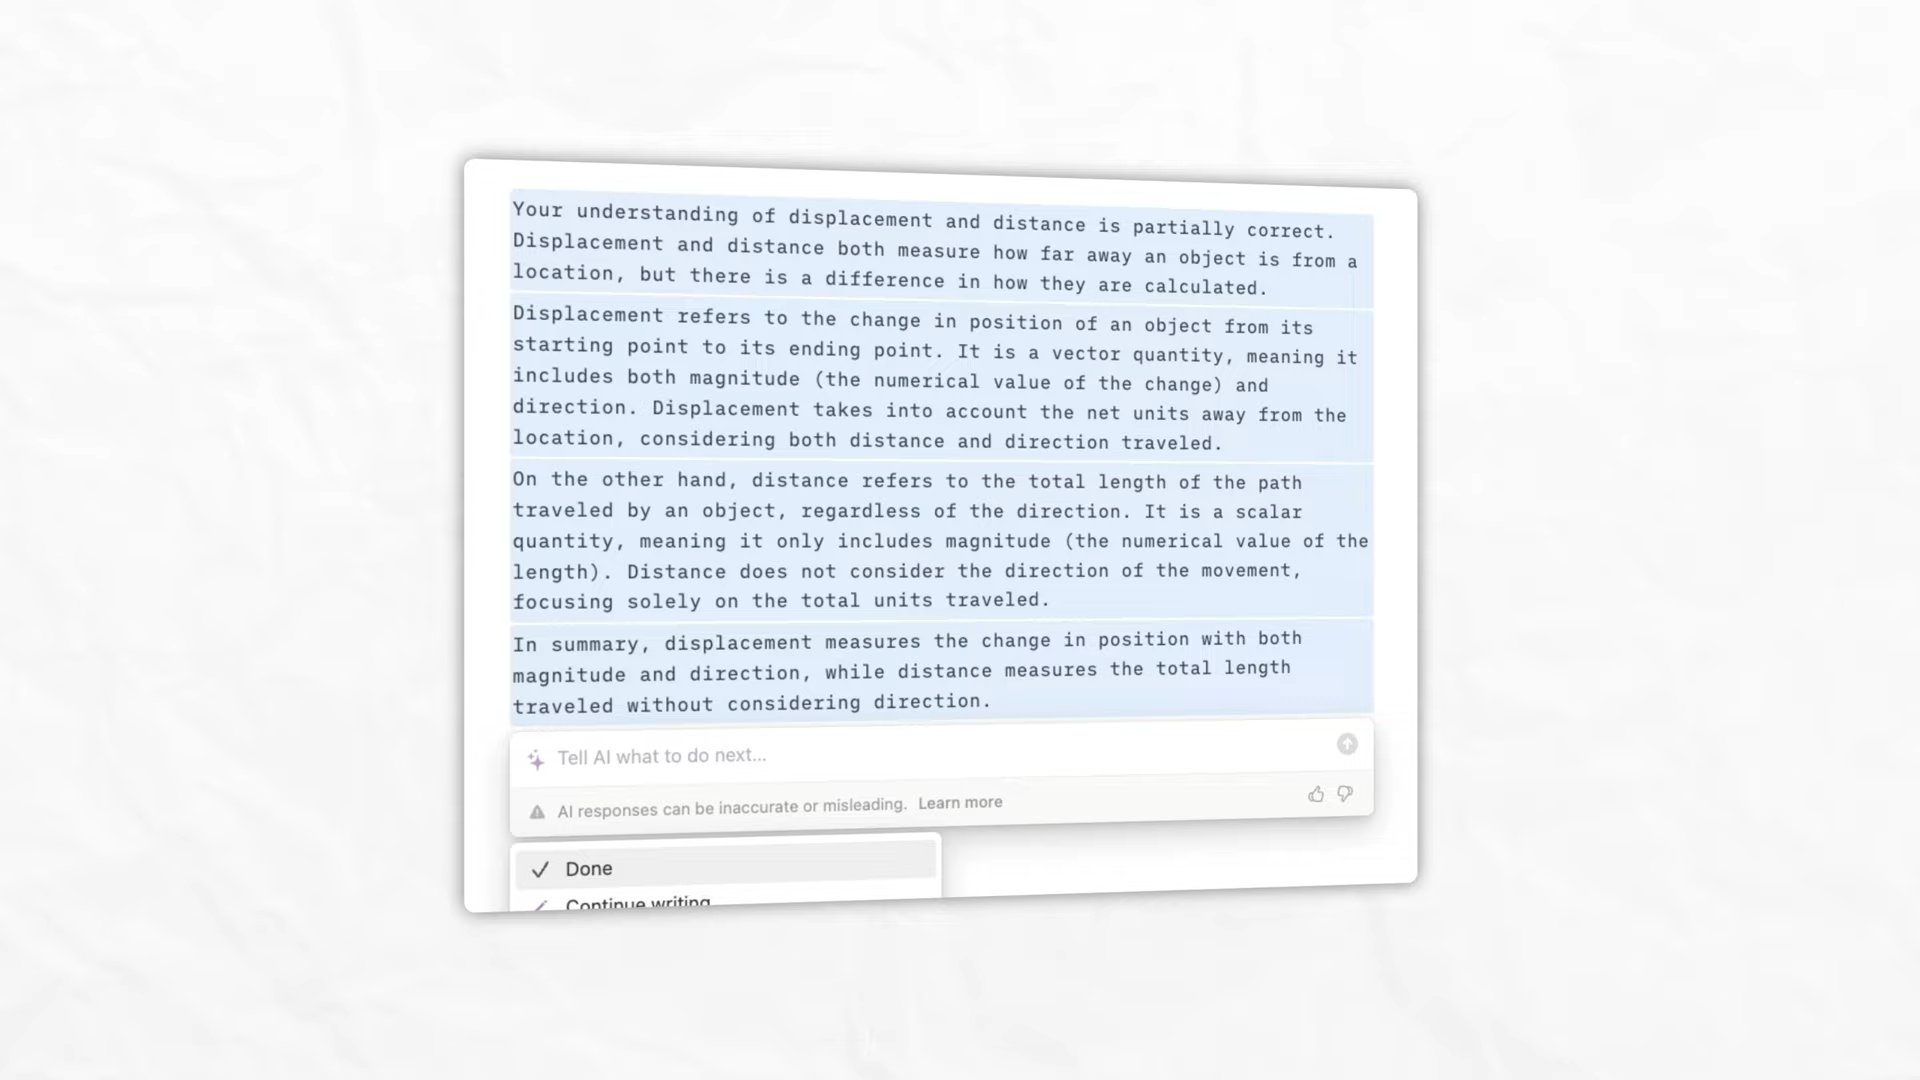 Your understanding of displacement and distance is partially correct.
Displacement and distance both measure how far away an object is from a
location, but there is a difference in how they are calculated.
Displacement refers to the change in position of an object from its
starting point to its ending point. It is a vector quantity, meaning it
includes both magnitude (the numerical value of the change) and
direction. Displacement takes into account the net units away from the
location, considering both distance and direction traveled.
On the other hand, distance refers to the total length of the path
traveled by an object, regardless of the direction. It is a scalar
quantity, meaning it only includes magnitude (the numerical value of the
length). Distance does not consider the direction of the movement,
focusing solely on the total units traveled.
In summary, displacement measures the change in position with both
magnitude and direction, while distance measures the total length
traveled without considering direction.
Tell AI what to do next...
AI responses can be inaccurate or misleading. Learn more
Done
Continue writing